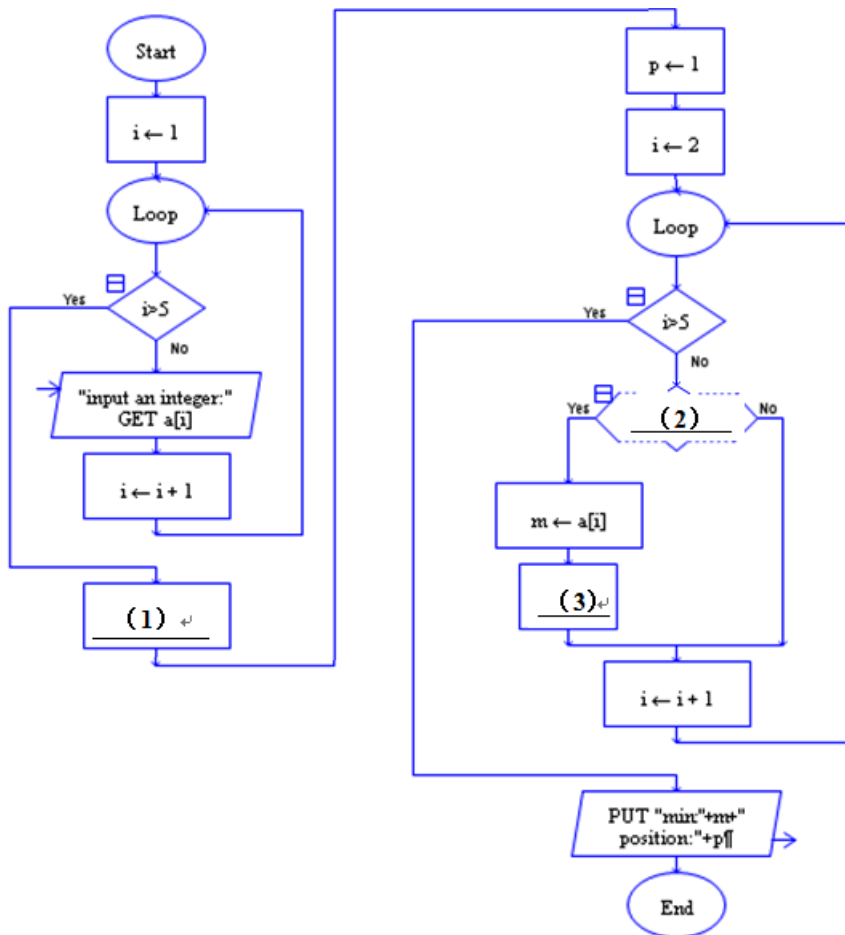 Start
i ← 1
Loop
i>5
Yes
No
"input an integer:"
GET a[i]
i ← i + 1
(1) ↵
p ← 1
i ← 2
Loop
i>5
Yes
No
(2)
Yes
No
m ← a[i]
(3)↵
i ← i + 1
PUT "min:"+m+"
position:"+p¶
End